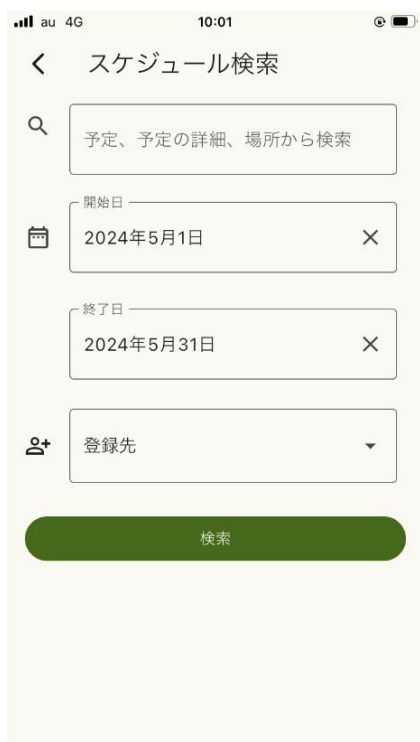 au 4G 10:01
スケジュール検索
予定、予定の詳細、場所から検索
開始日
2024年5月1日
終了日
2024年5月31日
登録先
検索